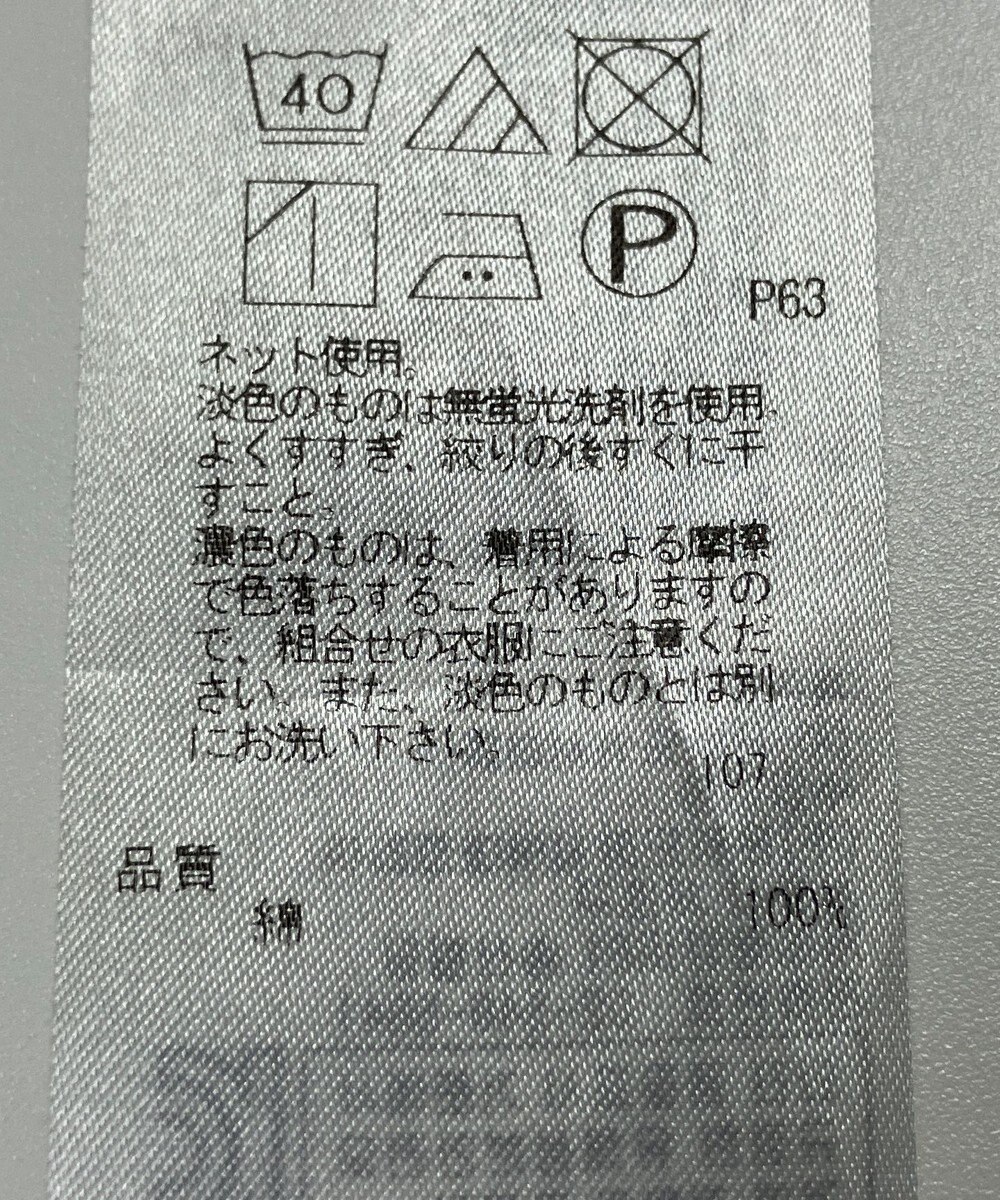 40
P
P63
ネット使用。
淡色のものは無蛍光洗剤を使用。
よくすすぎ、絞りの後すぐに干
すこと。
濃色のものは、着用による摩擦
で色落ちすることがありますの
で、組合せの衣服にご注意くだ
さい。また、淡色のものとは別
にお洗い下さい。
107
品質
綿 100%